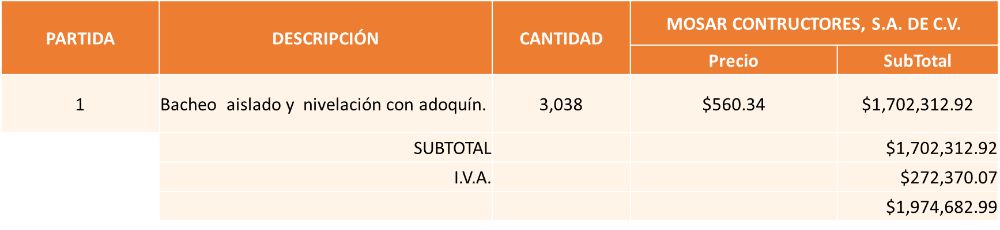 PARTIDA DESCRIPCIÓN CANTIDAD MOSAR CONTRUCTORES, S.A. DE C.V.
Precio SubTotal
1 Bacheo aislado y nivelación con adoquín. 3,038 $560.34 $1,702,312.92
SUBTOTAL $1,702,312.92
I.V.A. $272,370.07
$1,974,682.99